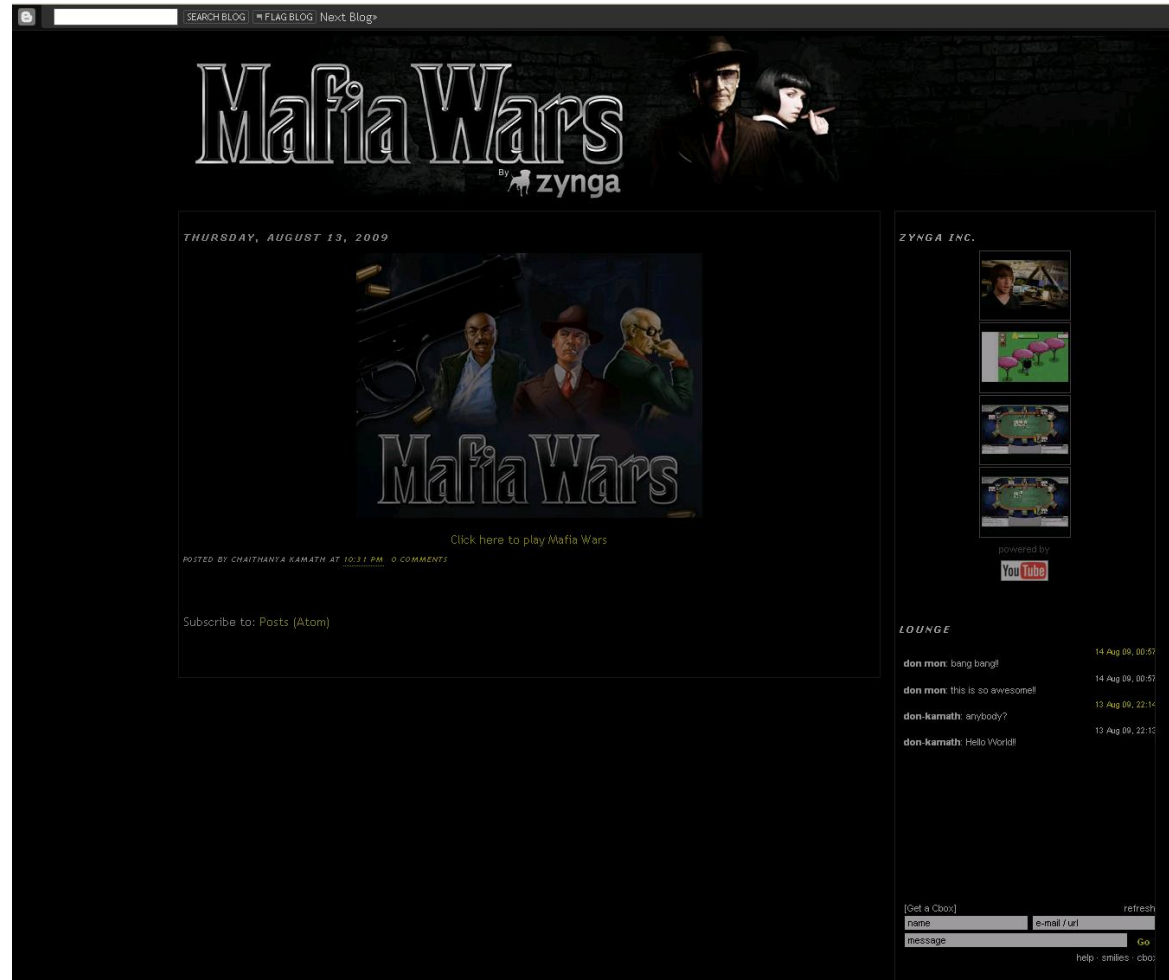 SEARCH BLOG FLAG BLOG Next Blog»
Mafia Wars
By zynga
THURSDAY, AUGUST 13, 2009
Mafia Wars
Click here to play Mafia Wars
POSTED BY CHAITHANYA KAMATH AT 10:31 PM 0 COMMENTS
Subscribe to: Posts (Atom)
ZYNGA INC.
powered by
YouTube
LOUNGE
14 Aug 09, 00:57
don mon: bang bang!!
14 Aug 09, 00:57
don mon: this is so awesome!!
13 Aug 09, 22:14
don-kamath: anybody?
13 Aug 09, 22:13
don-kamath: Hello World!!
[Get a Cbox] refresh
name e-mail / url
message Go
help · smilies · cbox